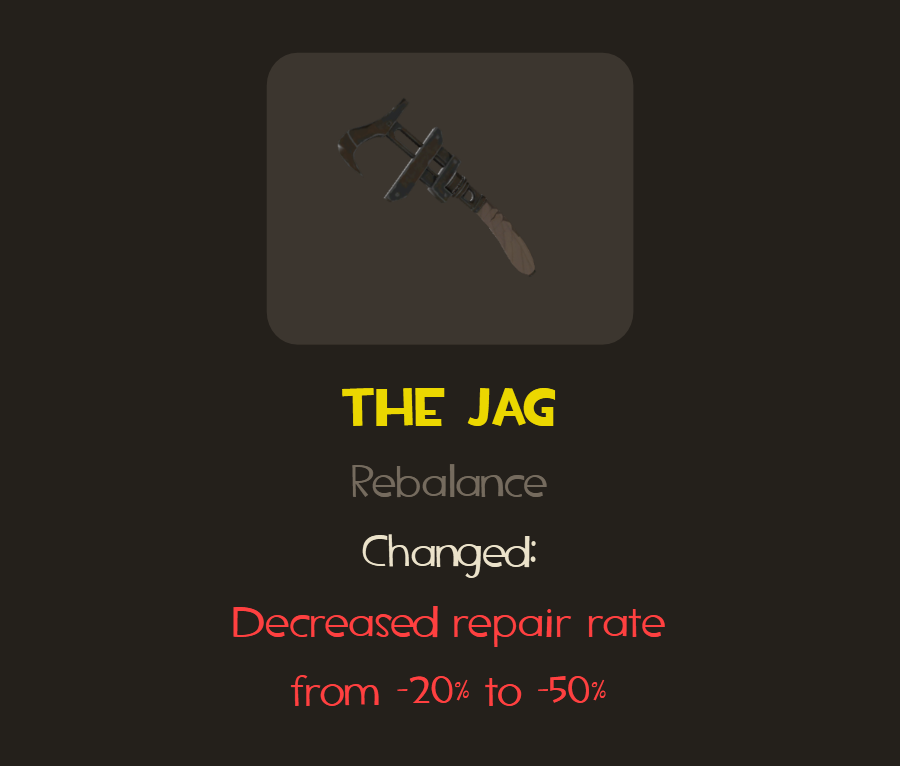 THE JAG
Rebalance
Changed:
Decreased repair rate
from -20% to -50%